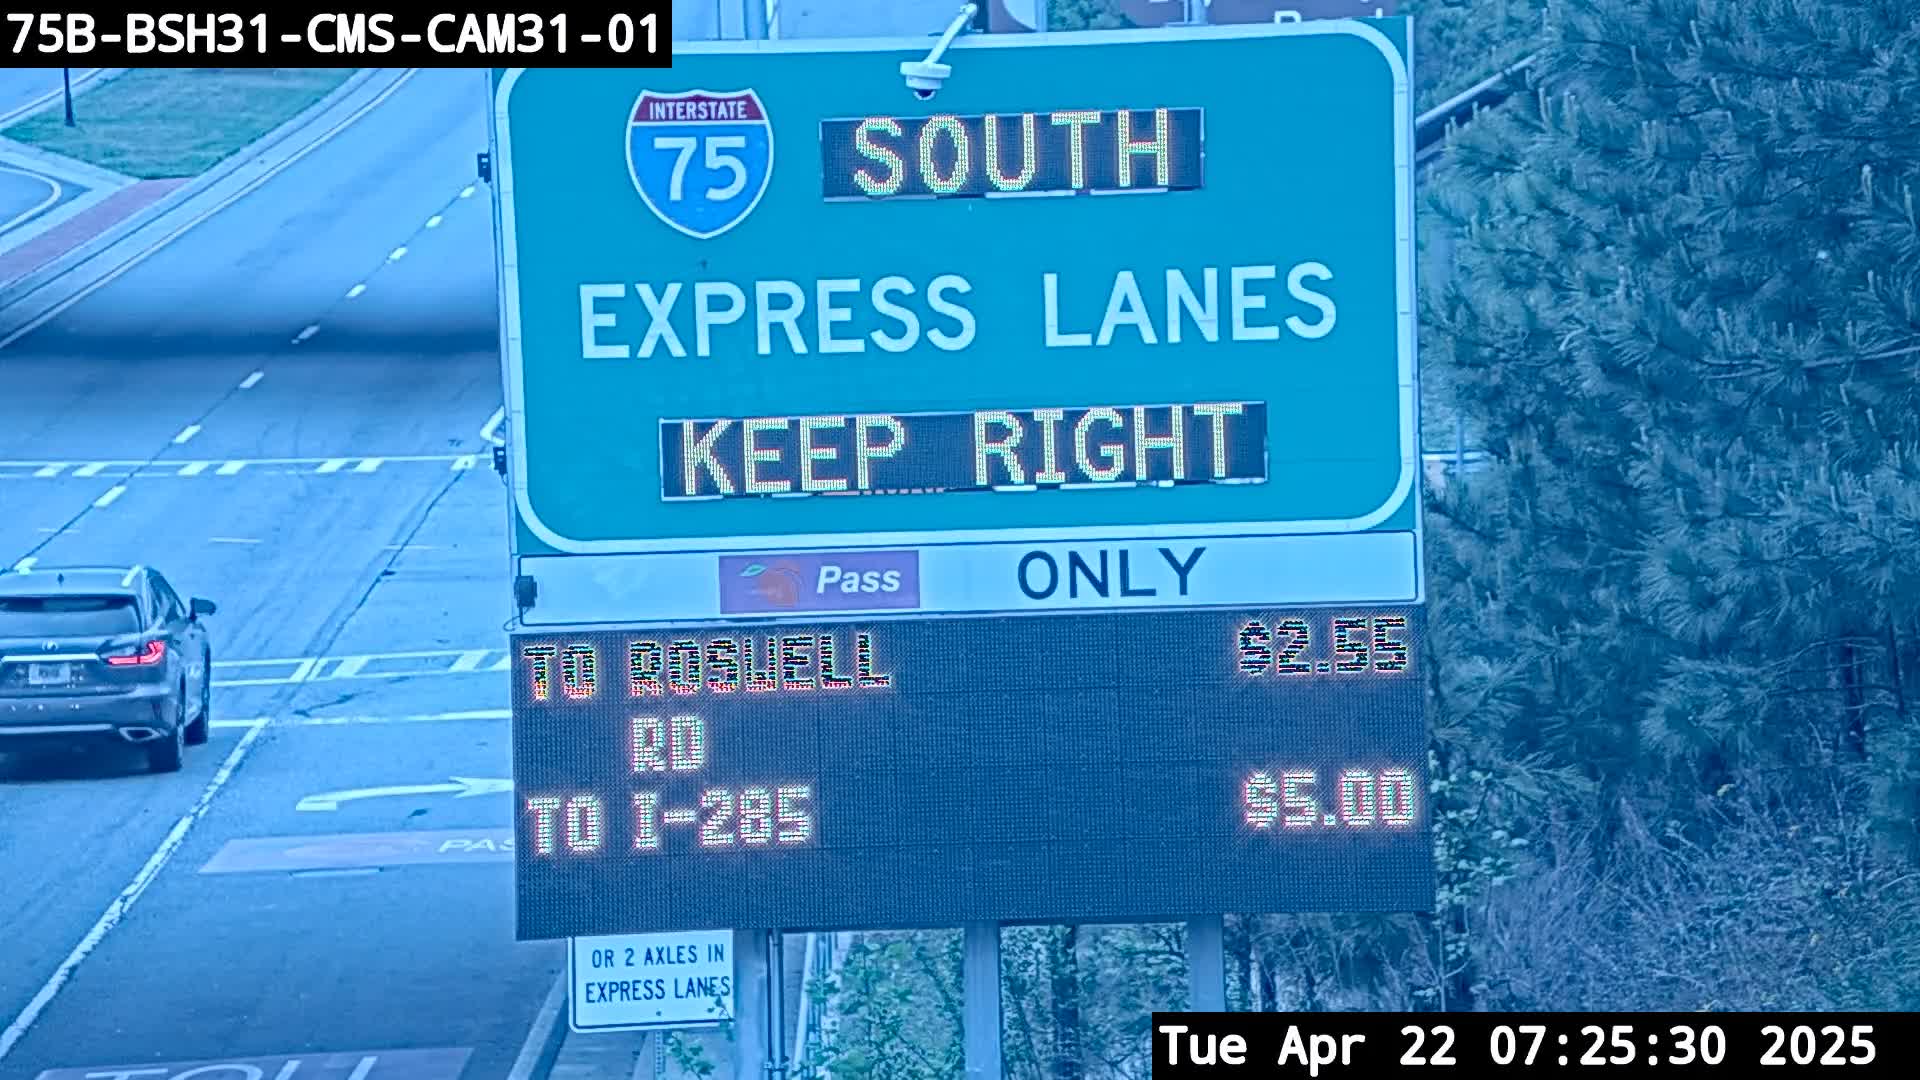 75B-BSH31-CMS-CAM31-01
INTERSTATE
75
SOUTH
EXPRESS LANES
KEEP RIGHT
Pass ONLY
TO ROSWELL $2.55
RD
TO I-285 $5.00
OR 2 AXLES IN
EXPRESS LANES
TOLL
Tue Apr 22 07:25:30 2025